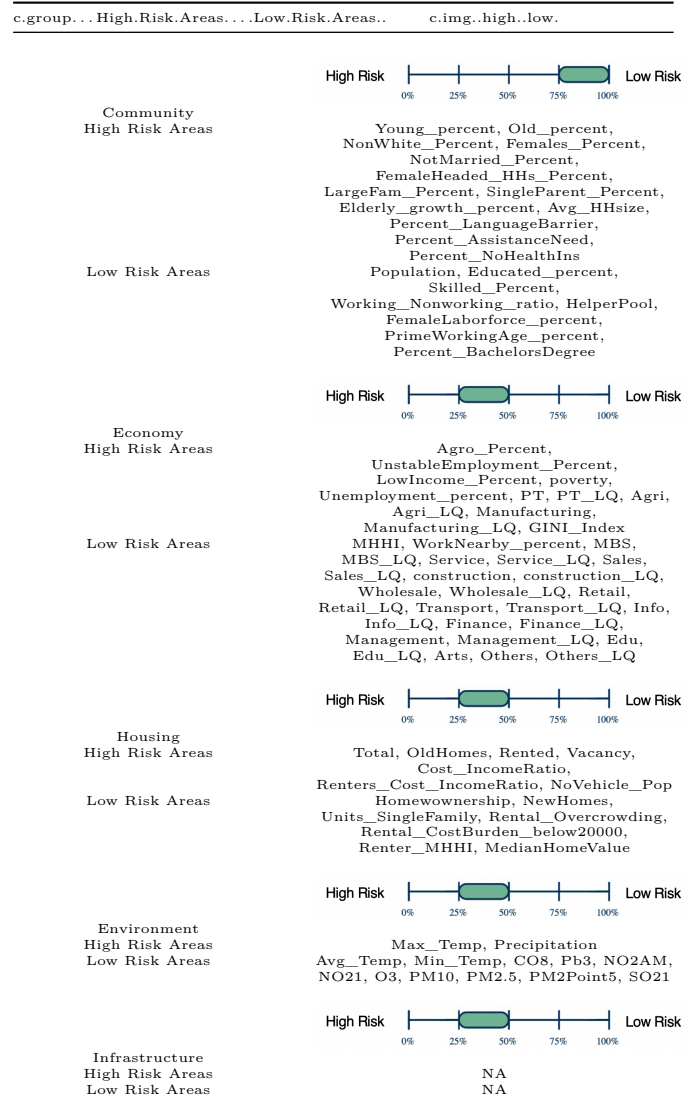 c.group...High.Risk.Areas....Low.Risk.Areas.. c.img..high..low.
High Risk Low Risk
0% 25% 50% 75% 100%
Community
High Risk Areas Young_percent, Old_percent,
NonWhite_Percent, Females_Percent,
NotMarried_Percent,
FemaleHeaded_HHs_Percent,
LargeFam_Percent, SingleParent_Percent,
Elderly_growth_percent, Avg_HHsize,
Percent_LanguageBarrier,
Percent_AssistanceNeed,
Percent_NoHealthIns
Low Risk Areas Population, Educated_percent,
Skilled_Percent,
Working_Nonworking_ratio, HelperPool,
FemaleLaborforce_percent,
PrimeWorkingAge_percent,
Percent_BachelorsDegree
High Risk Low Risk
0% 25% 50% 75% 100%
Economy
High Risk Areas Agro_Percent,
UnstableEmployment_Percent,
LowIncome_Percent, poverty,
Unemployment_percent, PT, PT_LQ, Agri,
Agri_LQ, Manufacturing,
Manufacturing_LQ, GINI_Index
Low Risk Areas MHHI, WorkNearby_percent, MBS,
MBS_LQ, Service, Service_LQ, Sales,
Sales_LQ, construction, construction_LQ,
Wholesale, Wholesale_LQ, Retail,
Retail_LQ, Transport, Transport_LQ, Info,
Info_LQ, Finance, Finance_LQ,
Management, Management_LQ, Edu,
Edu_LQ, Arts, Others, Others_LQ
High Risk Low Risk
0% 25% 50% 75% 100%
Housing
High Risk Areas Total, OldHomes, Rented, Vacancy,
Cost_IncomeRatio,
Renters_Cost_IncomeRatio, NoVehicle_Pop
Low Risk Areas Homewownership, NewHomes,
Units_SingleFamily, Rental_Overcrowding,
Rental_CostBurden_below20000,
Renter_MHHI, MedianHomeValue
High Risk Low Risk
0% 25% 50% 75% 100%
Environment
High Risk Areas Max_Temp, Precipitation
Low Risk Areas Avg_Temp, Min_Temp, CO8, Pb3, NO2AM,
NO21, O3, PM10, PM2.5, PM2Point5, SO21
High Risk Low Risk
0% 25% 50% 75% 100%
Infrastructure
High Risk Areas NA
Low Risk Areas NA